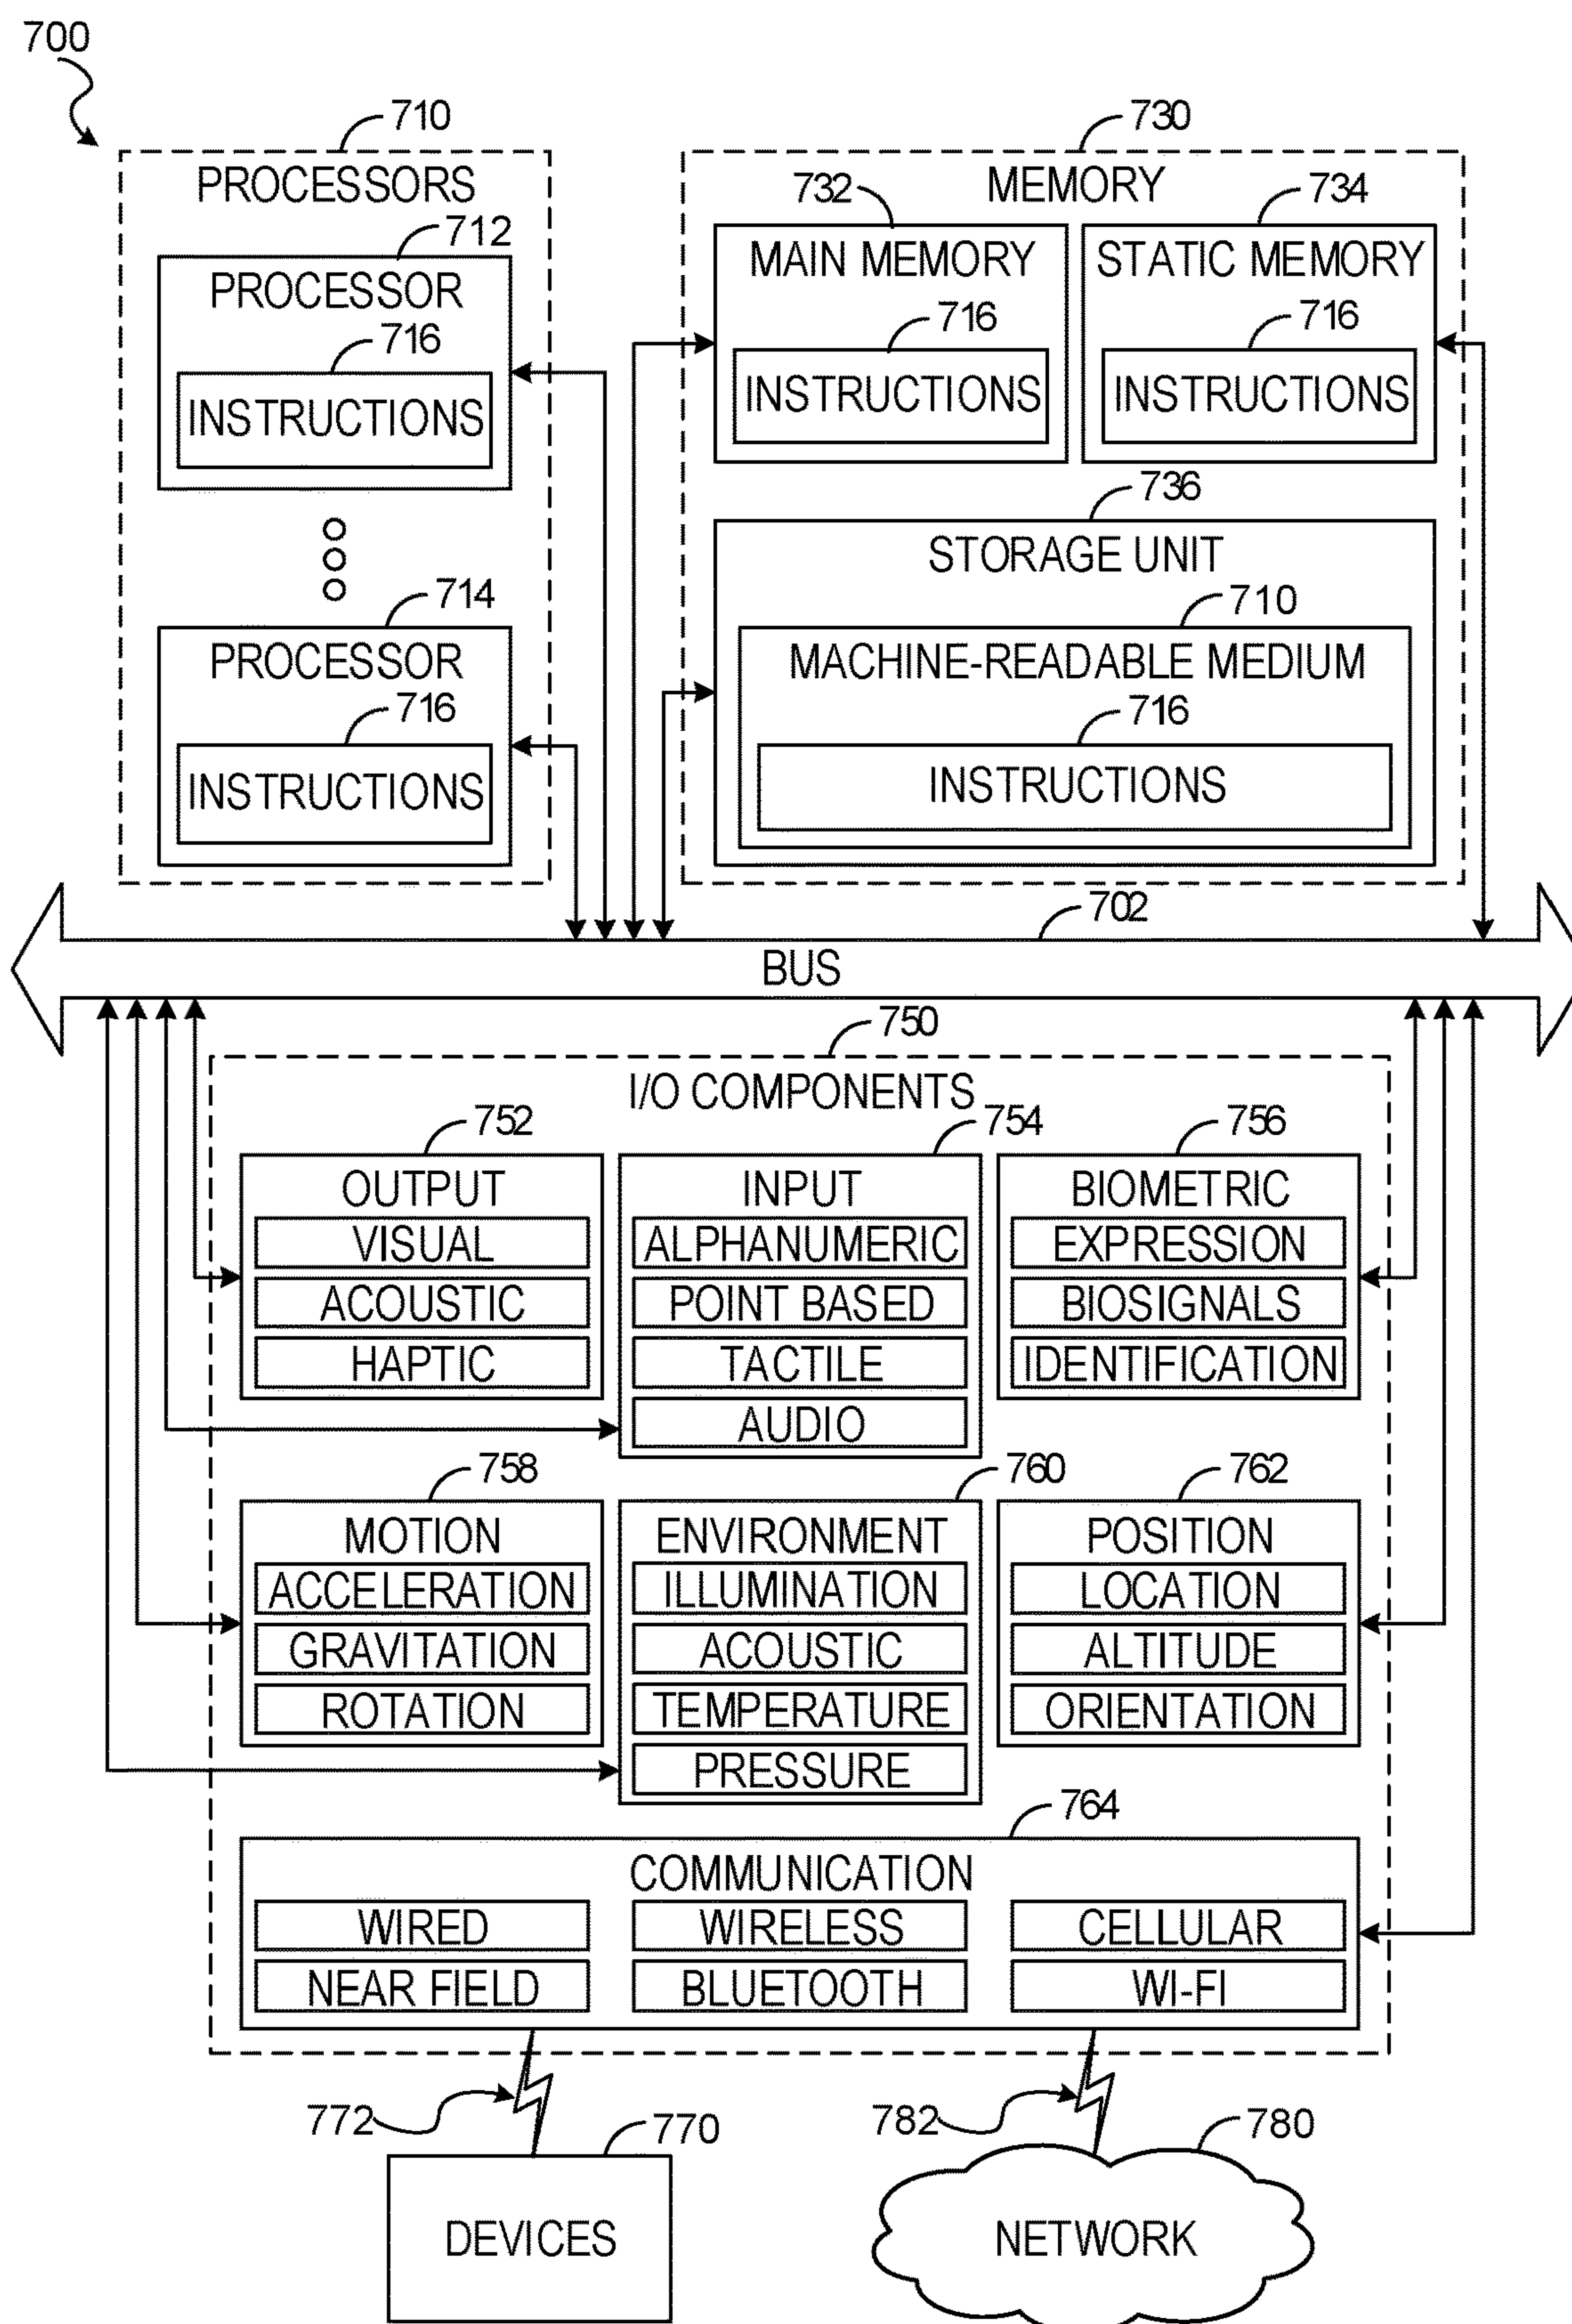 700
710
PROCESSORS
712
PROCESSOR
716
INSTRUCTIONS
714
PROCESSOR
716
INSTRUCTIONS
730
MEMORY
732
MAIN MEMORY
716
INSTRUCTIONS
734
STATIC MEMORY
716
INSTRUCTIONS
736
STORAGE UNIT
710
MACHINE-READABLE MEDIUM
716
INSTRUCTIONS
702
BUS
750
I/O COMPONENTS
752
OUTPUT
VISUAL
ACOUSTIC
HAPTIC
754
INPUT
ALPHANUMERIC
POINT BASED
TACTILE
AUDIO
756
BIOMETRIC
EXPRESSION
BIOSIGNALS
IDENTIFICATION
758
MOTION
ACCELERATION
GRAVITATION
ROTATION
760
ENVIRONMENT
ILLUMINATION
ACOUSTIC
TEMPERATURE
PRESSURE
762
POSITION
LOCATION
ALTITUDE
ORIENTATION
764
COMMUNICATION
WIRED
WIRELESS
CELLULAR
NEAR FIELD
BLUETOOTH
WI-FI
772
770
DEVICES
782
780
NETWORK